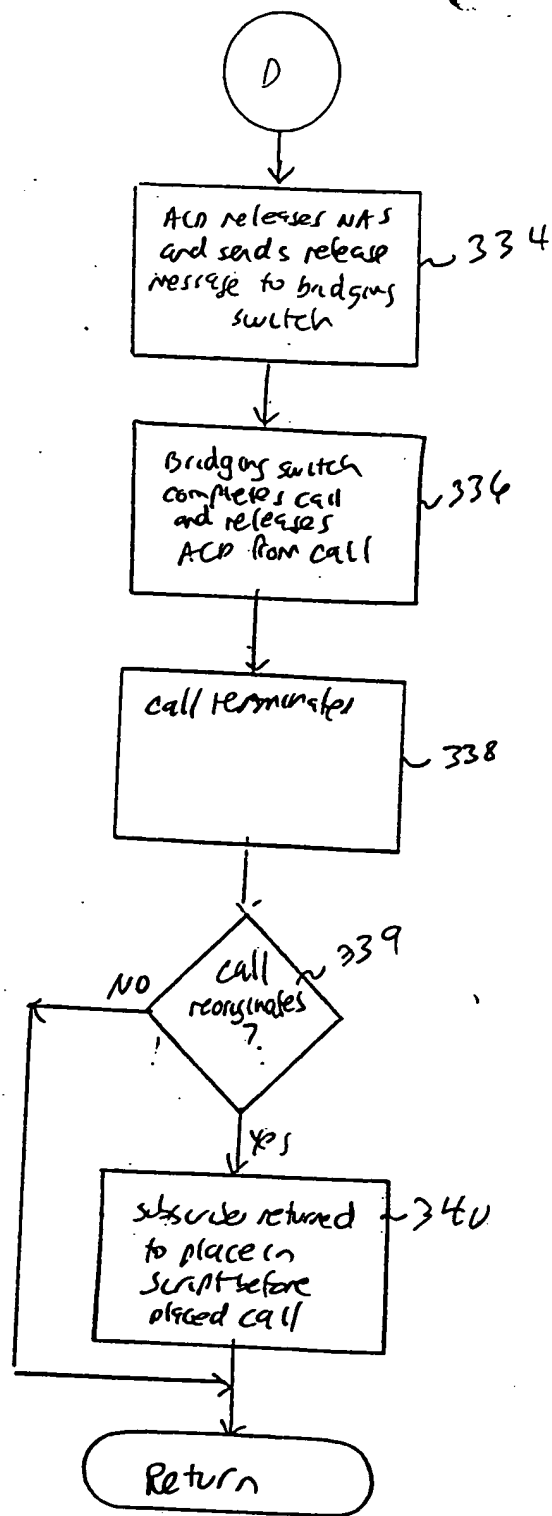 D
ACD releases NAS
and sends release
message to bridging
switch
334
Bridging switch
completes call
and releases
ACD from call
336
call terminates
338
call
reoriginates
?
339
NO
Yes
subscriber returned
to place in
script before
placed call
340
Return